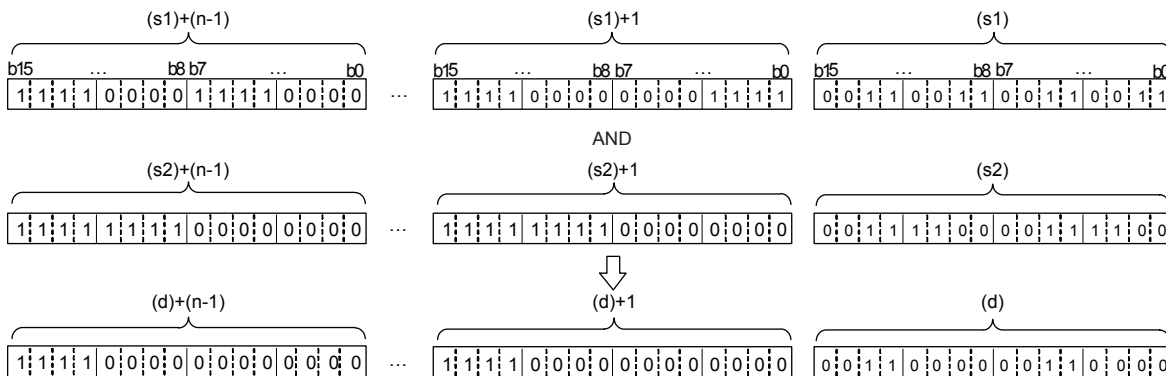 (s1)+(n-1) (s1)+1 (s1)
b15 ... b8 b7 ... b0 b15 ... b8 b7 ... b0 b15 ... b8 b7 ... b0
1 1 1 1 0 0 0 0 1 1 1 1 0 0 0 0 ... 1 1 1 1 0 0 0 0 0 0 0 0 1 1 1 1 0 0 1 1 0 0 1 1 0 0 1 1 0 0 1 1
AND
(s2)+(n-1) (s2)+1 (s2)
1 1 1 1 1 1 1 1 0 0 0 0 0 0 0 0 ... 1 1 1 1 1 1 1 1 0 0 0 0 0 0 0 0 0 0 1 1 1 1 0 0 0 0 1 1 1 1 0 0
(d)+(n-1) (d)+1 (d)
1 1 1 1 0 0 0 0 0 0 0 0 0 0 0 0 ... 1 1 1 1 0 0 0 0 0 0 0 0 0 0 0 0 0 0 1 1 0 0 0 0 0 0 1 1 0 0 0 0